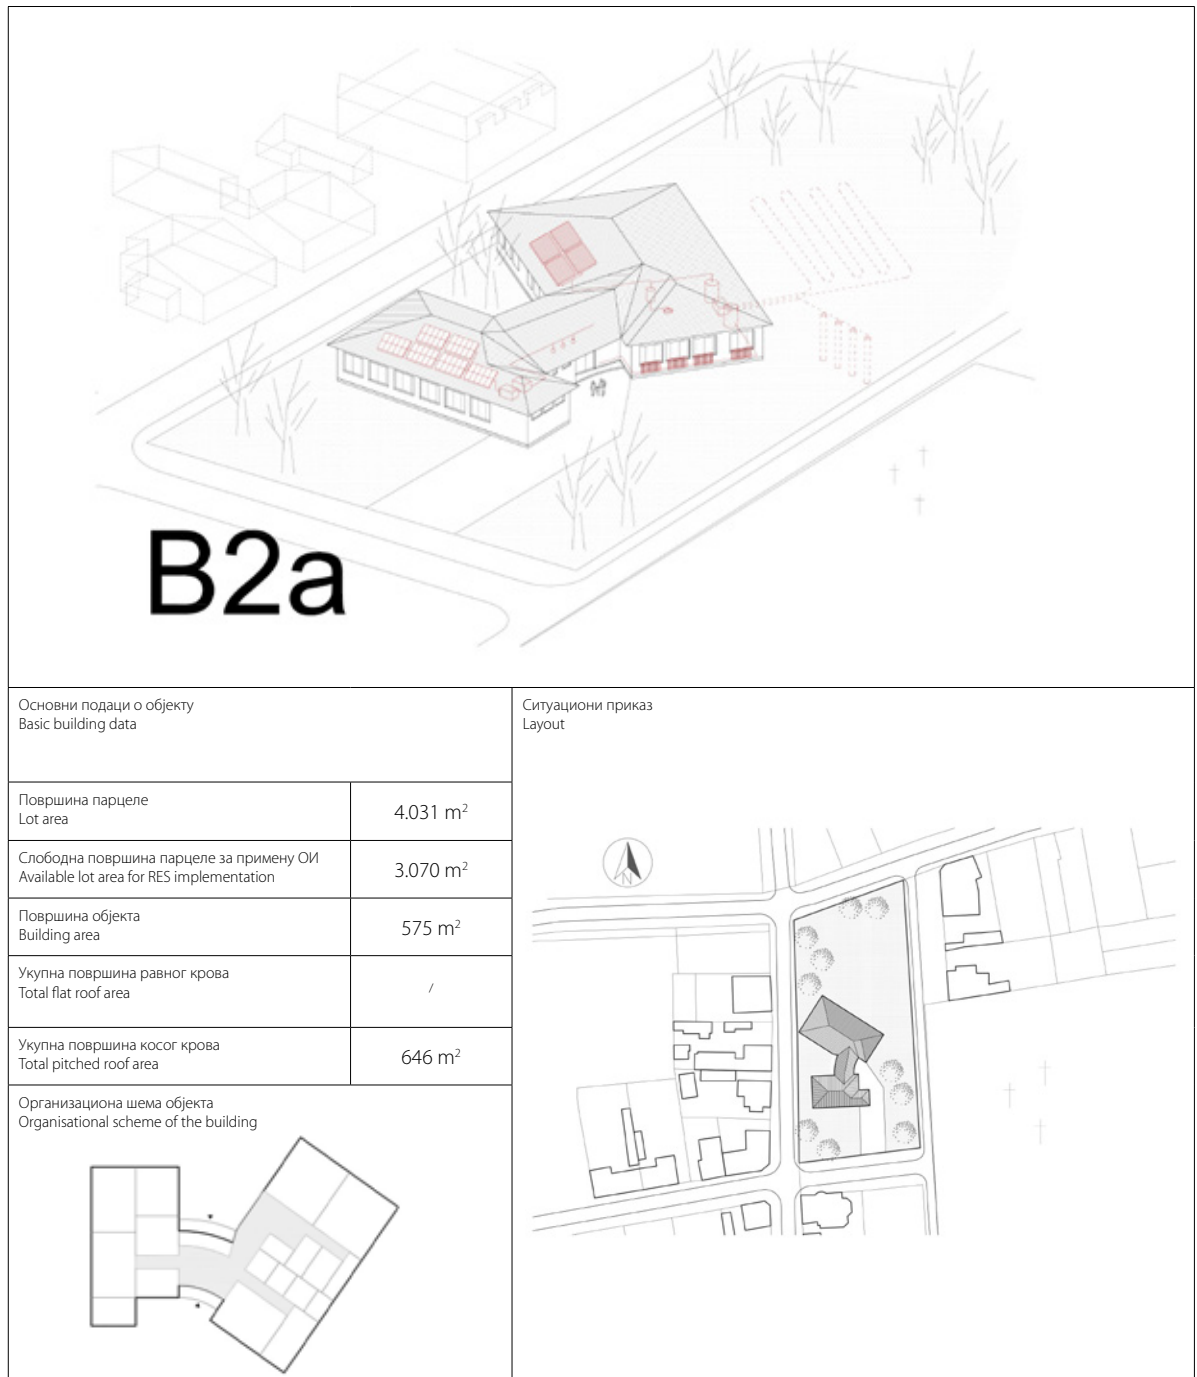 B2a
Основни подаци о објекту
Basic building data
Површина парцеле
Lot area
4.031 m²
Слободна површина парцеле за примену ОИ
Available lot area for RES implementation
3.070 m²
Површина објекта
Building area
575 m²
Укупна површина равног крова
Total flat roof area
/
Укупна површина косог крова
Total pitched roof area
646 m²
Организациона шема објекта
Organisational scheme of the building
Ситуациони приказ
Layout